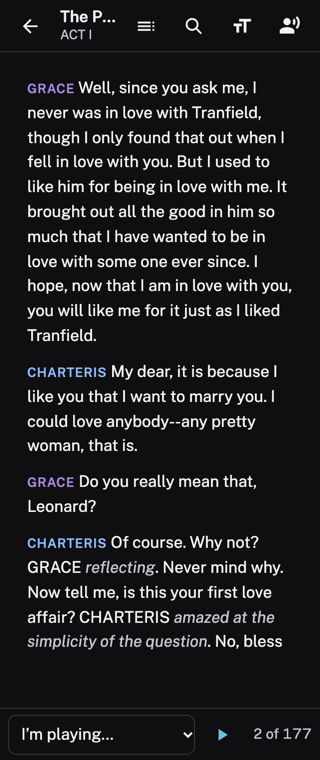 The P...
ACT I
GRACE Well, since you ask me, I
never was in love with Tranfield,
though I only found that out when I
fell in love with you. But I used to
like him for being in love with me. It
brought out all the good in him so
much that I have wanted to be in
love with some one ever since. I
hope, now that I am in love with you,
you will like me for it just as I liked
Tranfield.
CHARTERIS My dear, it is because I
like you that I want to marry you. I
could love anybody--any pretty
woman, that is.
GRACE Do you really mean that,
Leonard?
CHARTERIS Of course. Why not?
GRACE reflecting. Never mind why.
Now tell me, is this your first love
affair? CHARTERIS amazed at the
simplicity of the question. No, bless
I'm playing...
2 of 177